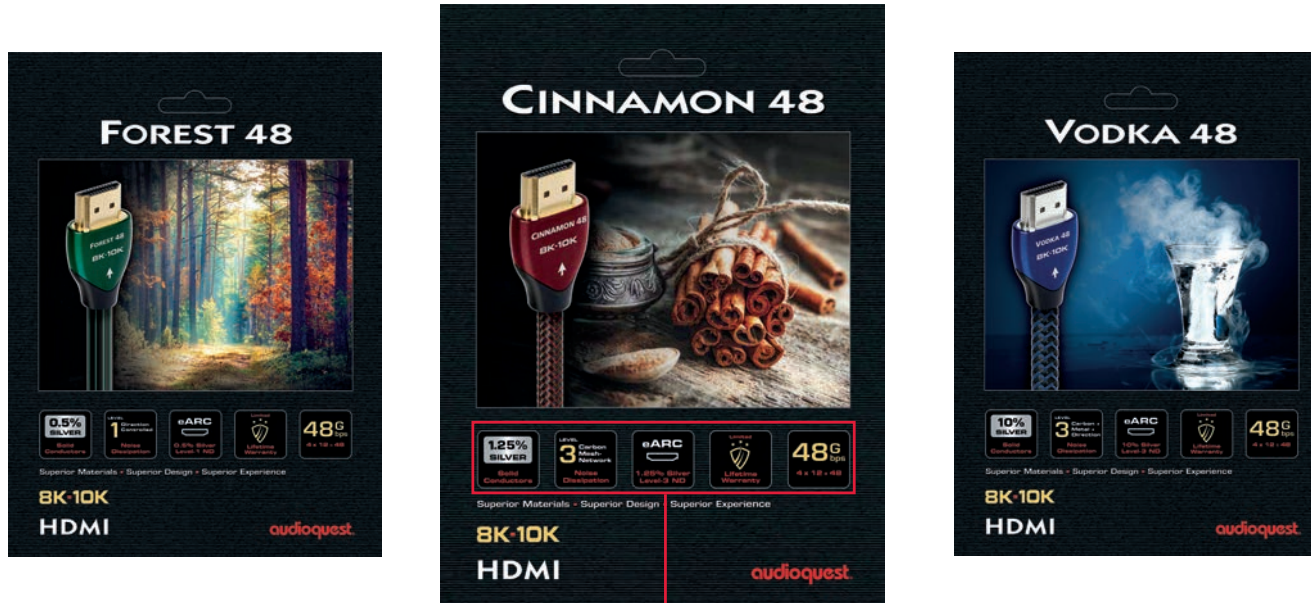 FOREST 48
FOREST 48
8K-10K
0.5%
SILVER
Solid
Conductors
LEVEL
1 Direction
Controlled
Noise
Dissipation
eARC
0.5% Silver
Level-1 ND
Limited
Lifetime
Warranty
48G
bps
4 x 12 = 48
Superior Materials • Superior Design • Superior Experience
8K•10K
HDMI
audioquest.
CINNAMON 48
CINNAMON 48
8K-10K
1.25%
SILVER
Solid
Conductors
LEVEL
3 Carbon
Mesh-
Network
Noise
Dissipation
eARC
1.25% Silver
Level-3 ND
Limited
Lifetime
Warranty
48G
bps
4 x 12 = 48
Superior Materials • Superior Design • Superior Experience
8K•10K
HDMI
audioquest.
VODKA 48
VODKA 48
8K-10K
10%
SILVER
Solid
Conductors
LEVEL
3 Carbon +
Metal +
Direction
Noise
Dissipation
eARC
10% Silver
Level-3 ND
Limited
Lifetime
Warranty
48G
bps
4 x 12 = 48
Superior Materials • Superior Design • Superior Experience
8K•10K
HDMI
audioquest.